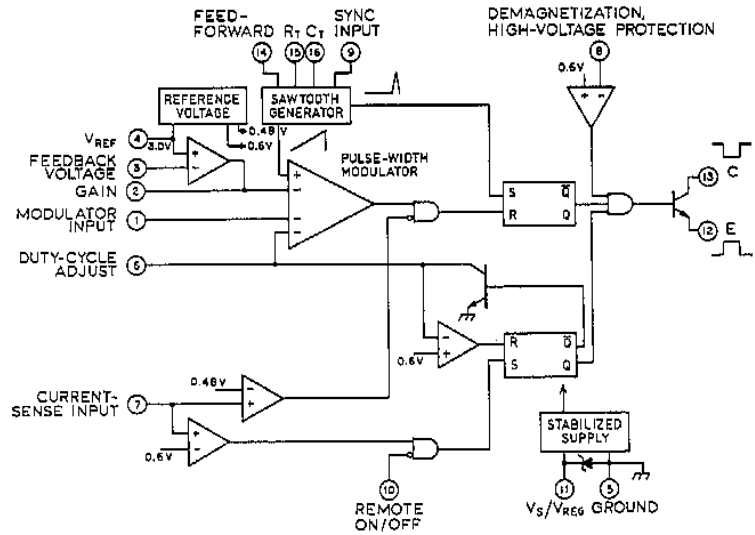 FEED-
FORWARD
RT CT
SYNC
INPUT
DEMAGNETIZATION,
HIGH-VOLTAGE PROTECTION
14
15
16
9
8
0.6V
+
−
REFERENCE
VOLTAGE
SAWTOOTH
GENERATOR
0.48 V
0.6V
VREF
4
3.0V
FEEDBACK
VOLTAGE
3
+
−
GAIN
2
PULSE-WIDTH
MODULATOR
+
−
−
−
MODULATOR
INPUT
1
S Q̅
R Q
13
C
12
E
DUTY-CYCLE
ADJUST
6
−
+
0.6V
R Q̅
S Q
CURRENT-
SENSE INPUT
7
0.48V
−
+
+
−
0.6V
STABILIZED
SUPPLY
10
REMOTE
ON/OFF
11
5
VS/VREG GROUND